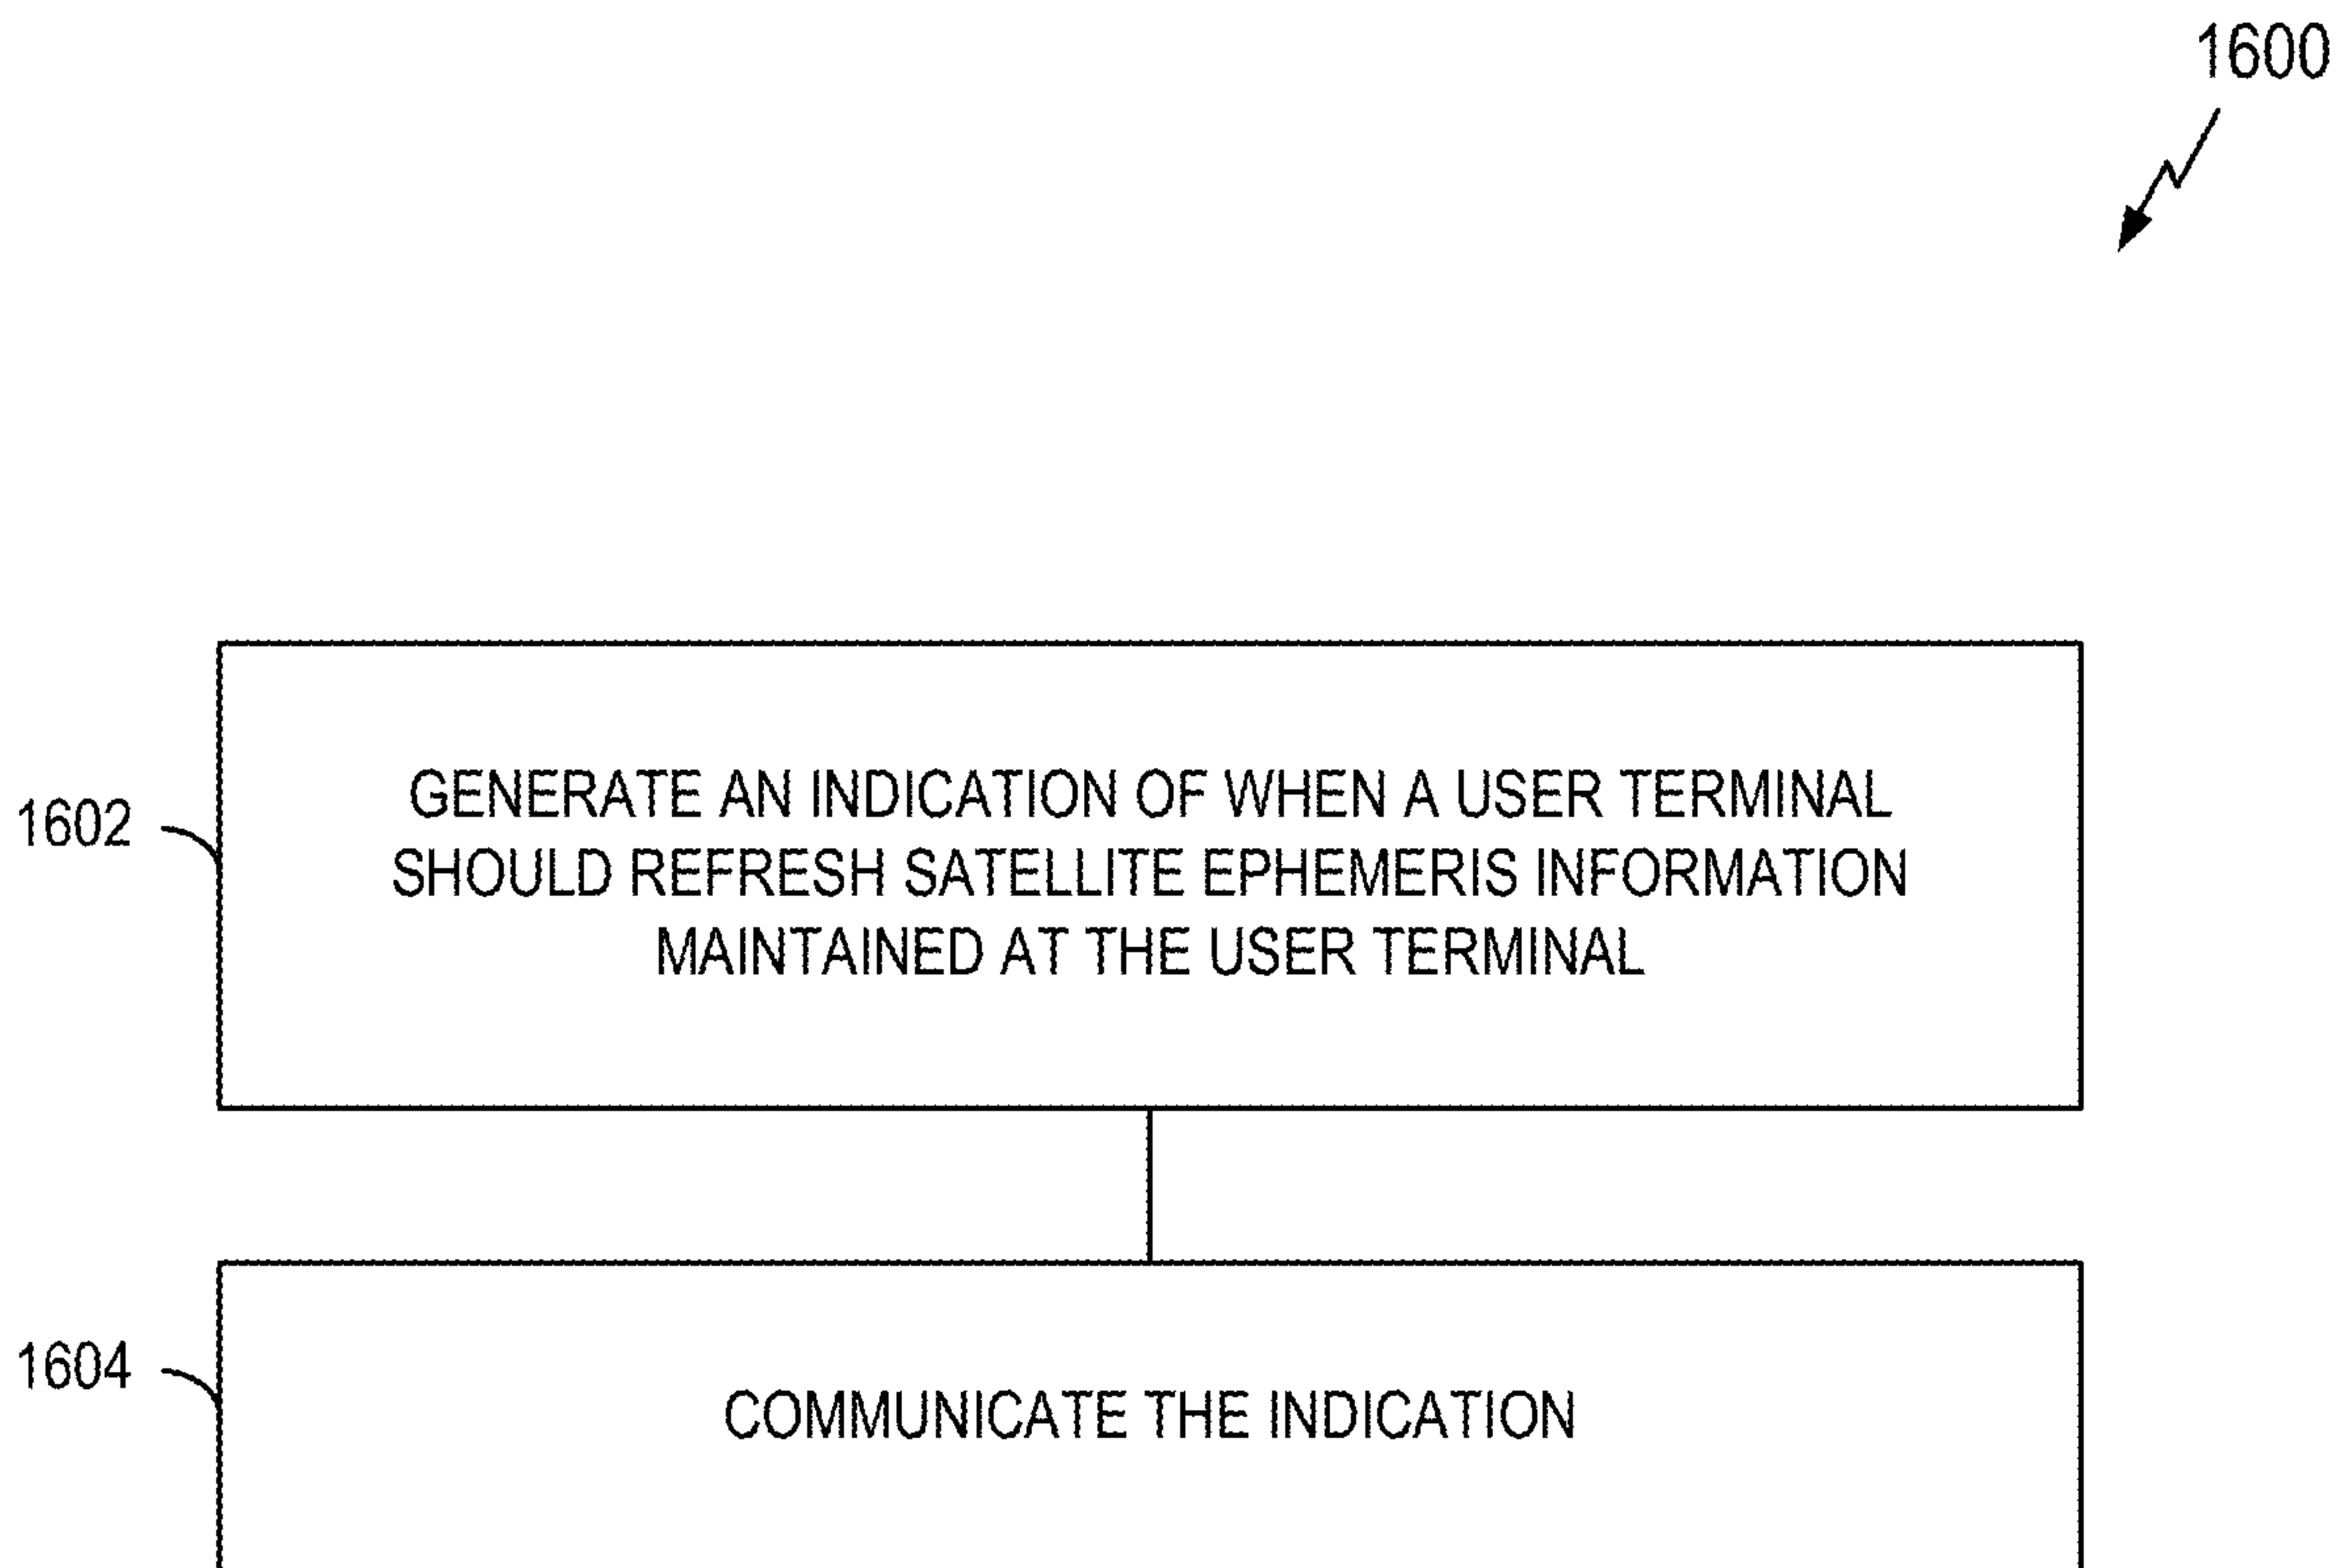 1600
1602
GENERATE AN INDICATION OF WHEN A USER TERMINAL
SHOULD REFRESH SATELLITE EPHEMERIS INFORMATION
MAINTAINED AT THE USER TERMINAL
1604
COMMUNICATE THE INDICATION